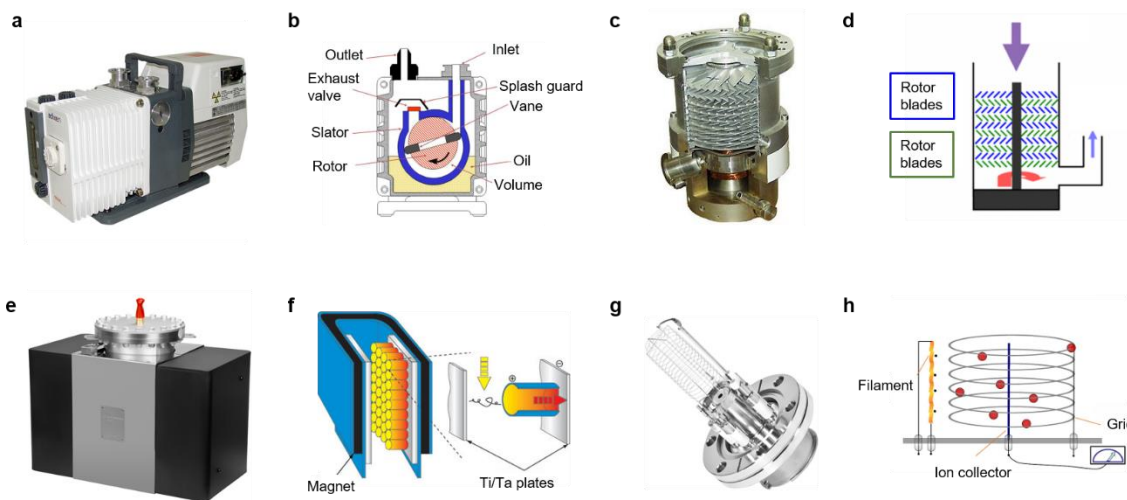 a
b
c
d
Outlet
Inlet
Exhaust
valve
Splash guard
Vane
Slator
Rotor
Oil
Volume
Rotor
blades
Rotor
blades
e
f
g
h
Magnet
Ti/Ta plates
Filament
Gri
Ion collector